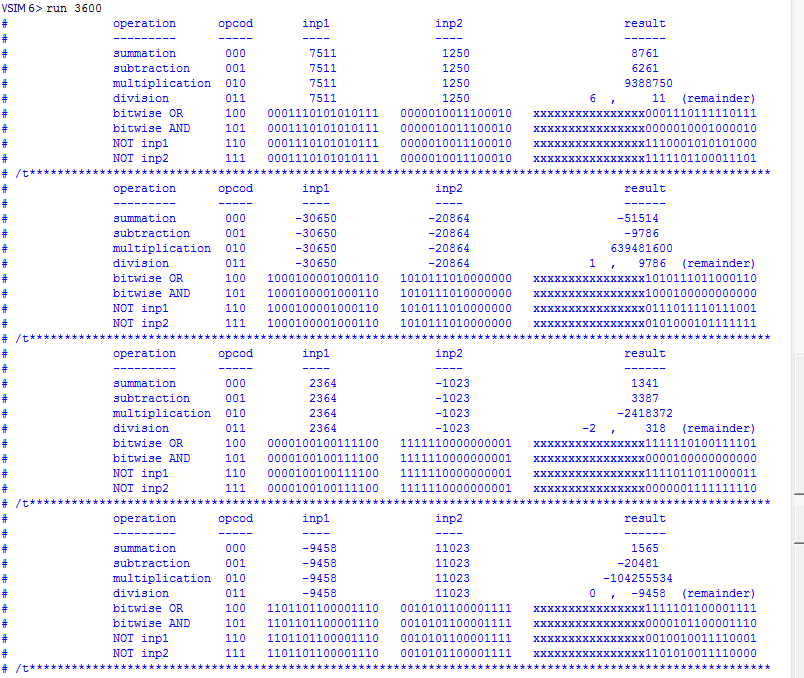 VSIM 6> run 3600
# operation opcod inp1 inp2 result
# --------- ----- ---- ---- ------
# summation 000 7511 1250 8761
# subtraction 001 7511 1250 6261
# multiplication 010 7511 1250 9388750
# division 011 7511 1250 6 , 11 (remainder)
# bitwise OR 100 0001110101010111 0000010011100010 xxxxxxxxxxxxxxxx0001110111110111
# bitwise AND 101 0001110101010111 0000010011100010 xxxxxxxxxxxxxxxx0000010001000010
# NOT inp1 110 0001110101010111 0000010011100010 xxxxxxxxxxxxxxxx1110001010101000
# NOT inp2 111 0001110101010111 0000010011100010 xxxxxxxxxxxxxxxx1111101100011101
# /t**********************************************************************************************************
# operation opcod inp1 inp2 result
# --------- ----- ---- ---- ------
# summation 000 -30650 -20864 -51514
# subtraction 001 -30650 -20864 -9786
# multiplication 010 -30650 -20864 639481600
# division 011 -30650 -20864 1 , 9786 (remainder)
# bitwise OR 100 1000100001000110 1010111010000000 xxxxxxxxxxxxxxxx1010111011000110
# bitwise AND 101 1000100001000110 1010111010000000 xxxxxxxxxxxxxxxx1000100000000000
# NOT inp1 110 1000100001000110 1010111010000000 xxxxxxxxxxxxxxxx0111011110111001
# NOT inp2 111 1000100001000110 1010111010000000 xxxxxxxxxxxxxxxx0101000101111111
# /t**********************************************************************************************************
# operation opcod inp1 inp2 result
# --------- ----- ---- ---- ------
# summation 000 2364 -1023 1341
# subtraction 001 2364 -1023 3387
# multiplication 010 2364 -1023 -2418372
# division 011 2364 -1023 -2 , 318 (remainder)
# bitwise OR 100 0000100100111100 1111110000000001 xxxxxxxxxxxxxxxx1111110100111101
# bitwise AND 101 0000100100111100 1111110000000001 xxxxxxxxxxxxxxxx0000100000000000
# NOT inp1 110 0000100100111100 1111110000000001 xxxxxxxxxxxxxxxx1111011011000011
# NOT inp2 111 0000100100111100 1111110000000001 xxxxxxxxxxxxxxxx0000001111111110
# /t**********************************************************************************************************
# operation opcod inp1 inp2 result
# --------- ----- ---- ---- ------
# summation 000 -9458 11023 1565
# subtraction 001 -9458 11023 -20481
# multiplication 010 -9458 11023 -104255534
# division 011 -9458 11023 0 , -9458 (remainder)
# bitwise OR 100 1101101100001110 0010101100001111 xxxxxxxxxxxxxxxx1111101100001111
# bitwise AND 101 1101101100001110 0010101100001111 xxxxxxxxxxxxxxxx0000101100001110
# NOT inp1 110 1101101100001110 0010101100001111 xxxxxxxxxxxxxxxx0010010011110001
# NOT inp2 111 1101101100001110 0010101100001111 xxxxxxxxxxxxxxxx1101010011110000
# /t**********************************************************************************************************